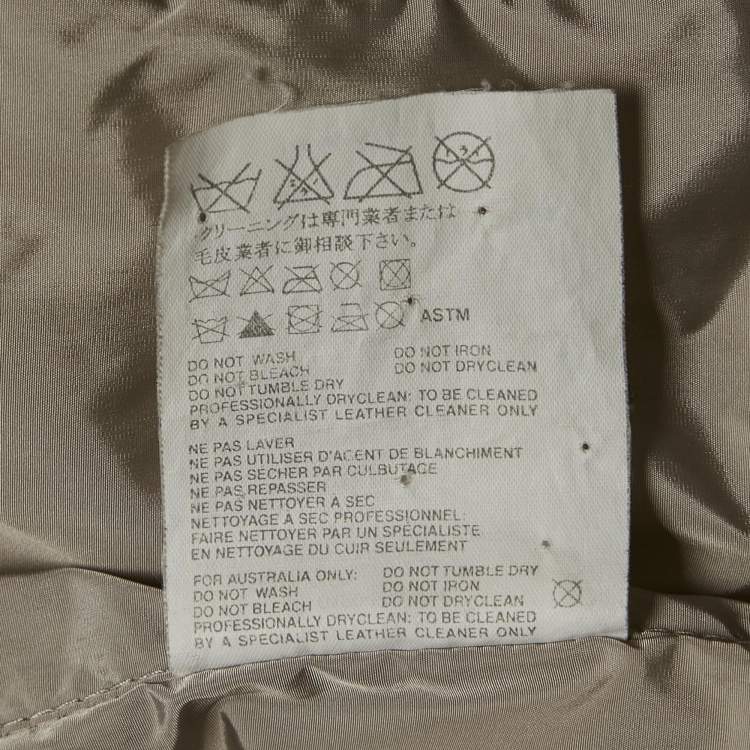 クリーニングは専門業者または
毛皮業者に御相談下さい。
ASTM
DO NOT WASH DO NOT IRON
DO NOT BLEACH DO NOT DRYCLEAN
DO NOT TUMBLE DRY
PROFESSIONALLY DRYCLEAN: TO BE CLEANED
BY A SPECIALIST LEATHER CLEANER ONLY
NE PAS LAVER
NE PAS UTILISER D'AGENT DE BLANCHIMENT
NE PAS SECHER PAR CULBUTAGE
NE PAS REPASSER
NE PAS NETTOYER A SEC
NETTOYAGE A SEC PROFESSIONNEL:
FAIRE NETTOYER PAR UN SPÉCIALISTE
EN NETTOYAGE DU CUIR SEULEMENT
FOR AUSTRALIA ONLY: DO NOT TUMBLE DRY
DO NOT WASH DO NOT IRON
DO NOT BLEACH DO NOT DRYCLEAN
PROFESSIONALLY DRYCLEAN: TO BE CLEANED
BY A SPECIALIST LEATHER CLEANER ONLY